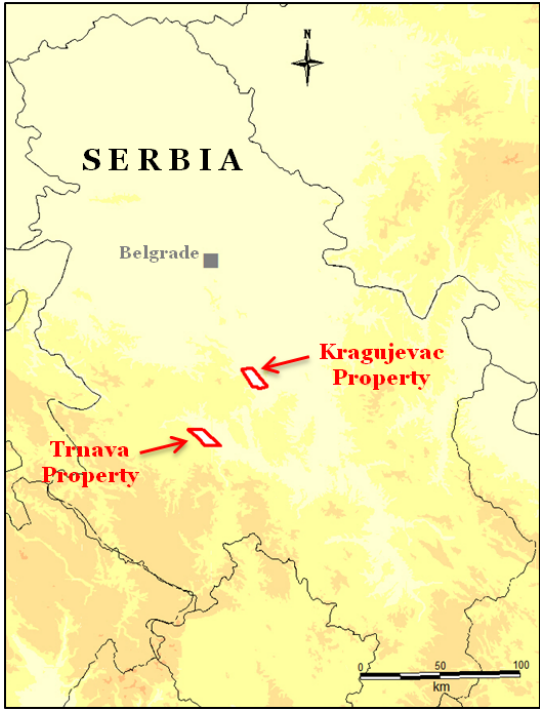 N
SERBIA
Belgrade
Kragujevac
Property
Trnava
Property
0 50 100
km